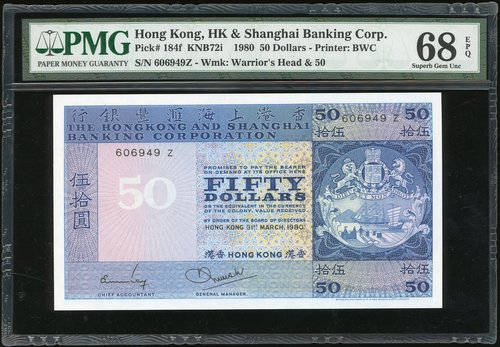 PMG
PAPER MONEY GUARANTY
Hong Kong, HK & Shanghai Banking Corp.
Pick# 184f KNB72i 1980 50 Dollars - Printer: BWC
S/N 606949Z - Wmk: Warrior's Head & 50
68 EPQ
Superb Gem Unc
行銀豐滙海上港香
THE HONGKONG AND SHANGHAI
BANKING CORPORATION
50 606949 Z 50
拾伍 拾伍
606949 Z
50
伍拾圓
PROMISES TO PAY THE BEARER
ON DEMAND AT ITS OFFICE HERE
FIFTY
DOLLARS
OR THE EQUIVALENT IN THE CURRENCY
OF THE COLONY, VALUE RECEIVED
BY ORDER OF THE BOARD OF DIRECTORS
HONG KONG 31ST MARCH, 1980.
港香 HONG KONG 港香
CHIEF ACCOUNTANT
GENERAL MANAGER
拾伍 拾伍
50 50